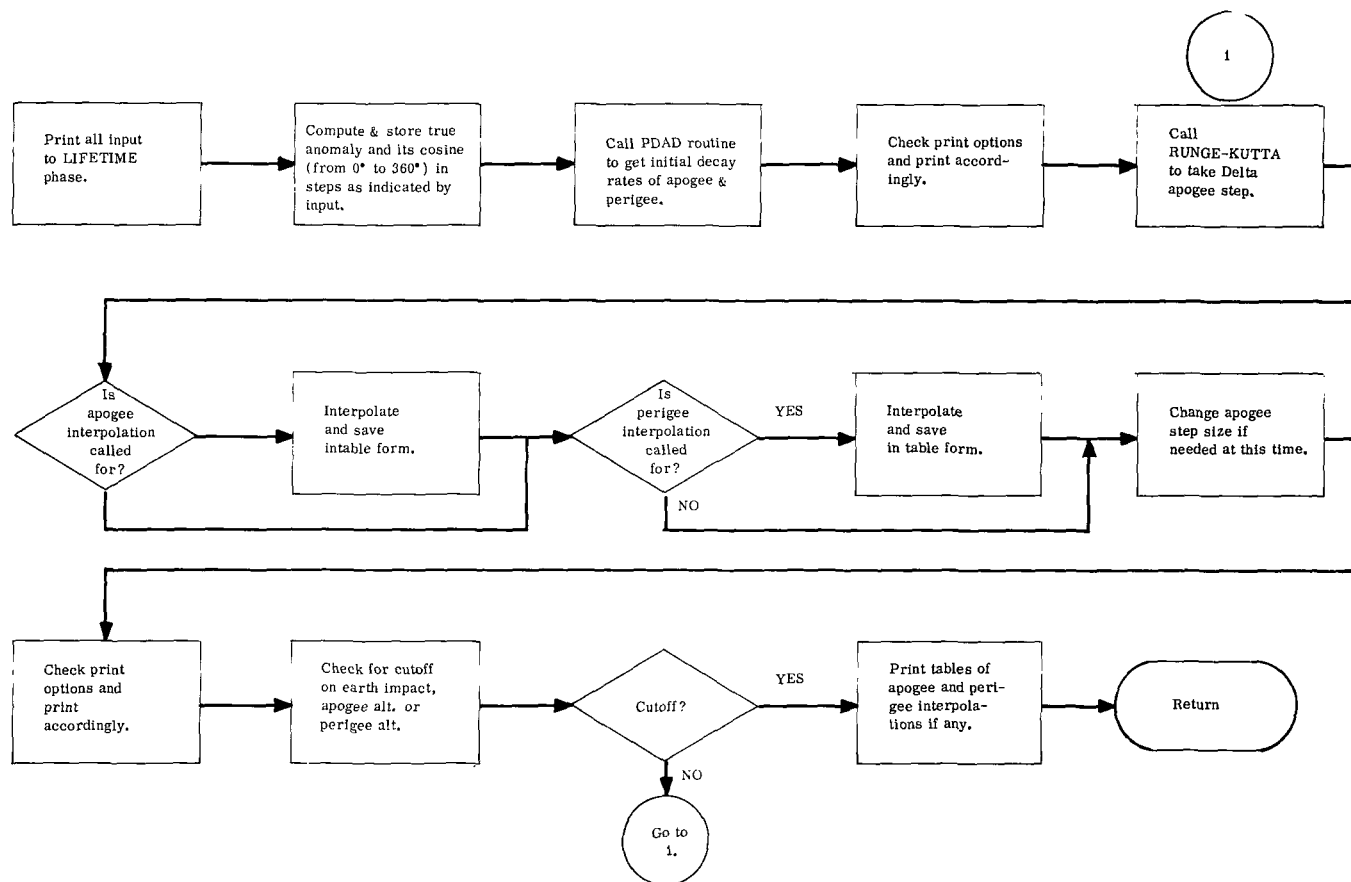 1
Print all input
to LIFETIME
phase.
Compute & store true
anomaly and its cosine
(from 0° to 360°) in
steps as indicated by
input.
Call PDAD routine
to get initial decay
rates of apogee &
perigee.
Check print options
and print accord-
ingly.
Call
RUNGE-KUTTA
to take Delta
apogee step.
Is
apogee
interpolation
called
for?
Interpolate
and save
intable form.
Is
perigee
interpolation
called
for?
YES
NO
Interpolate
and save
in table form.
Change apogee
step size if
needed at this time.
Check print
options and
print
accordingly.
Check for cutoff
on earth impact,
apogee alt. or
perigee alt.
Cutoff?
YES
NO
Print tables of
apogee and peri-
gee interpola-
tions if any.
Return
Go to
1.